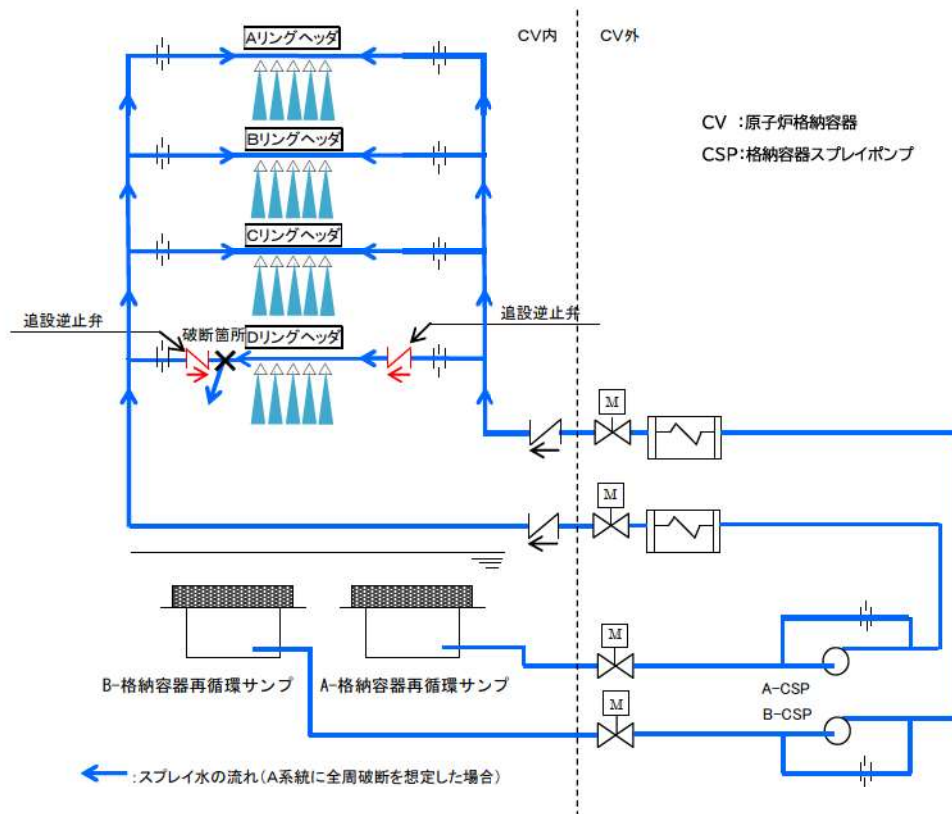 Aリングヘッダ
CV内
CV外
CV :原子炉格納容器
CSP:格納容器スプレイポンプ
Bリングヘッダ
Cリングヘッダ
追設逆止弁
破断箇所
Dリングヘッダ
追設逆止弁
M
M
M
M
B-格納容器再循環サンプ
A-格納容器再循環サンプ
A-CSP
B-CSP
:スプレイ水の流れ(A系統に全周破断を想定した場合)